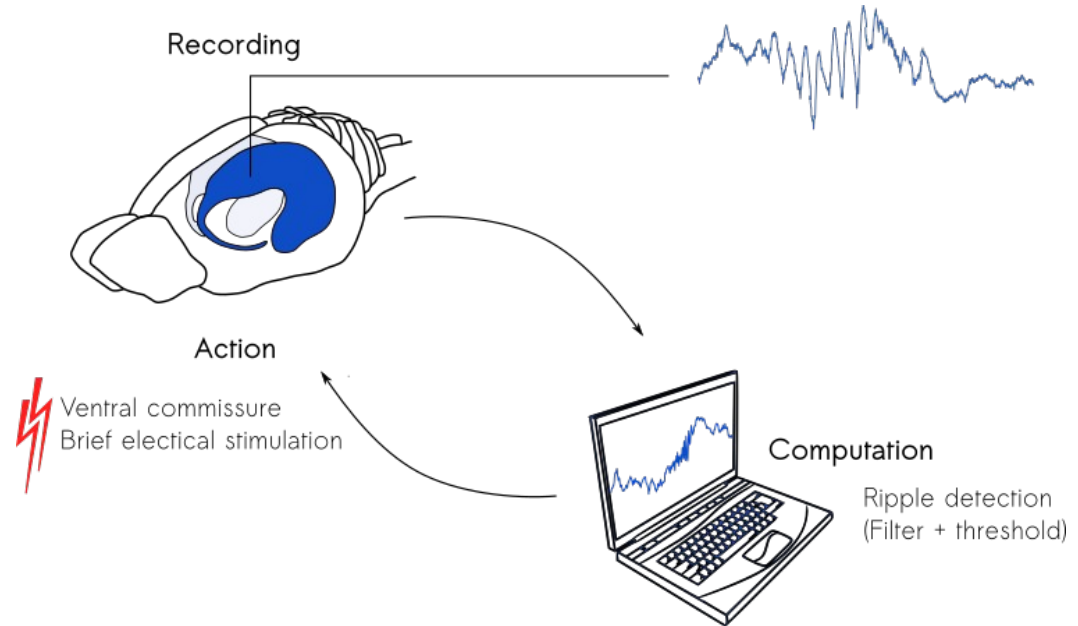 Recording
Action
Ventral commissure
Brief electical stimulation
Computation
Ripple detection
(Filter + threshold)